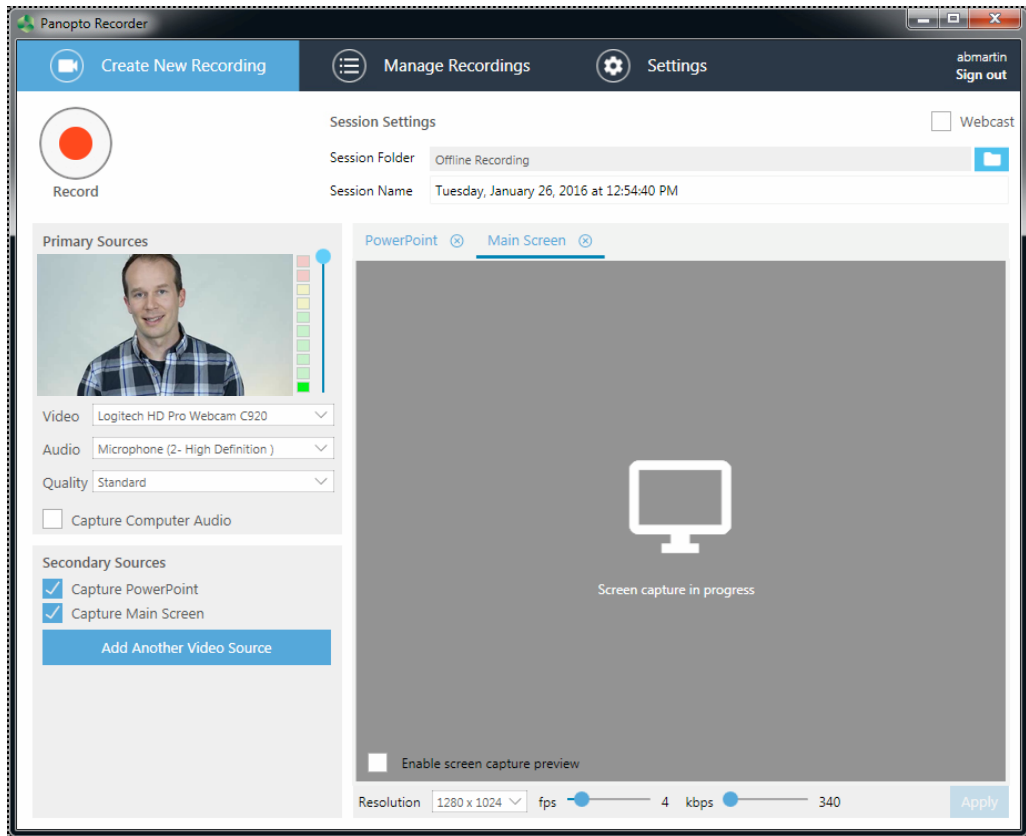 Panopto Recorder
Create New Recording
Manage Recordings
Settings
abmartin
Sign out
Record
Session Settings
Webcast
Session Folder Offline Recording
Session Name Tuesday, January 26, 2016 at 12:54:40 PM
Primary Sources
Video Logitech HD Pro Webcam C920
Audio Microphone (2- High Definition )
Quality Standard
Capture Computer Audio
Secondary Sources
Capture PowerPoint
Capture Main Screen
Add Another Video Source
PowerPoint Main Screen
Screen capture in progress
Enable screen capture preview
Resolution 1280 x 1024 fps 4 kbps 340
Apply